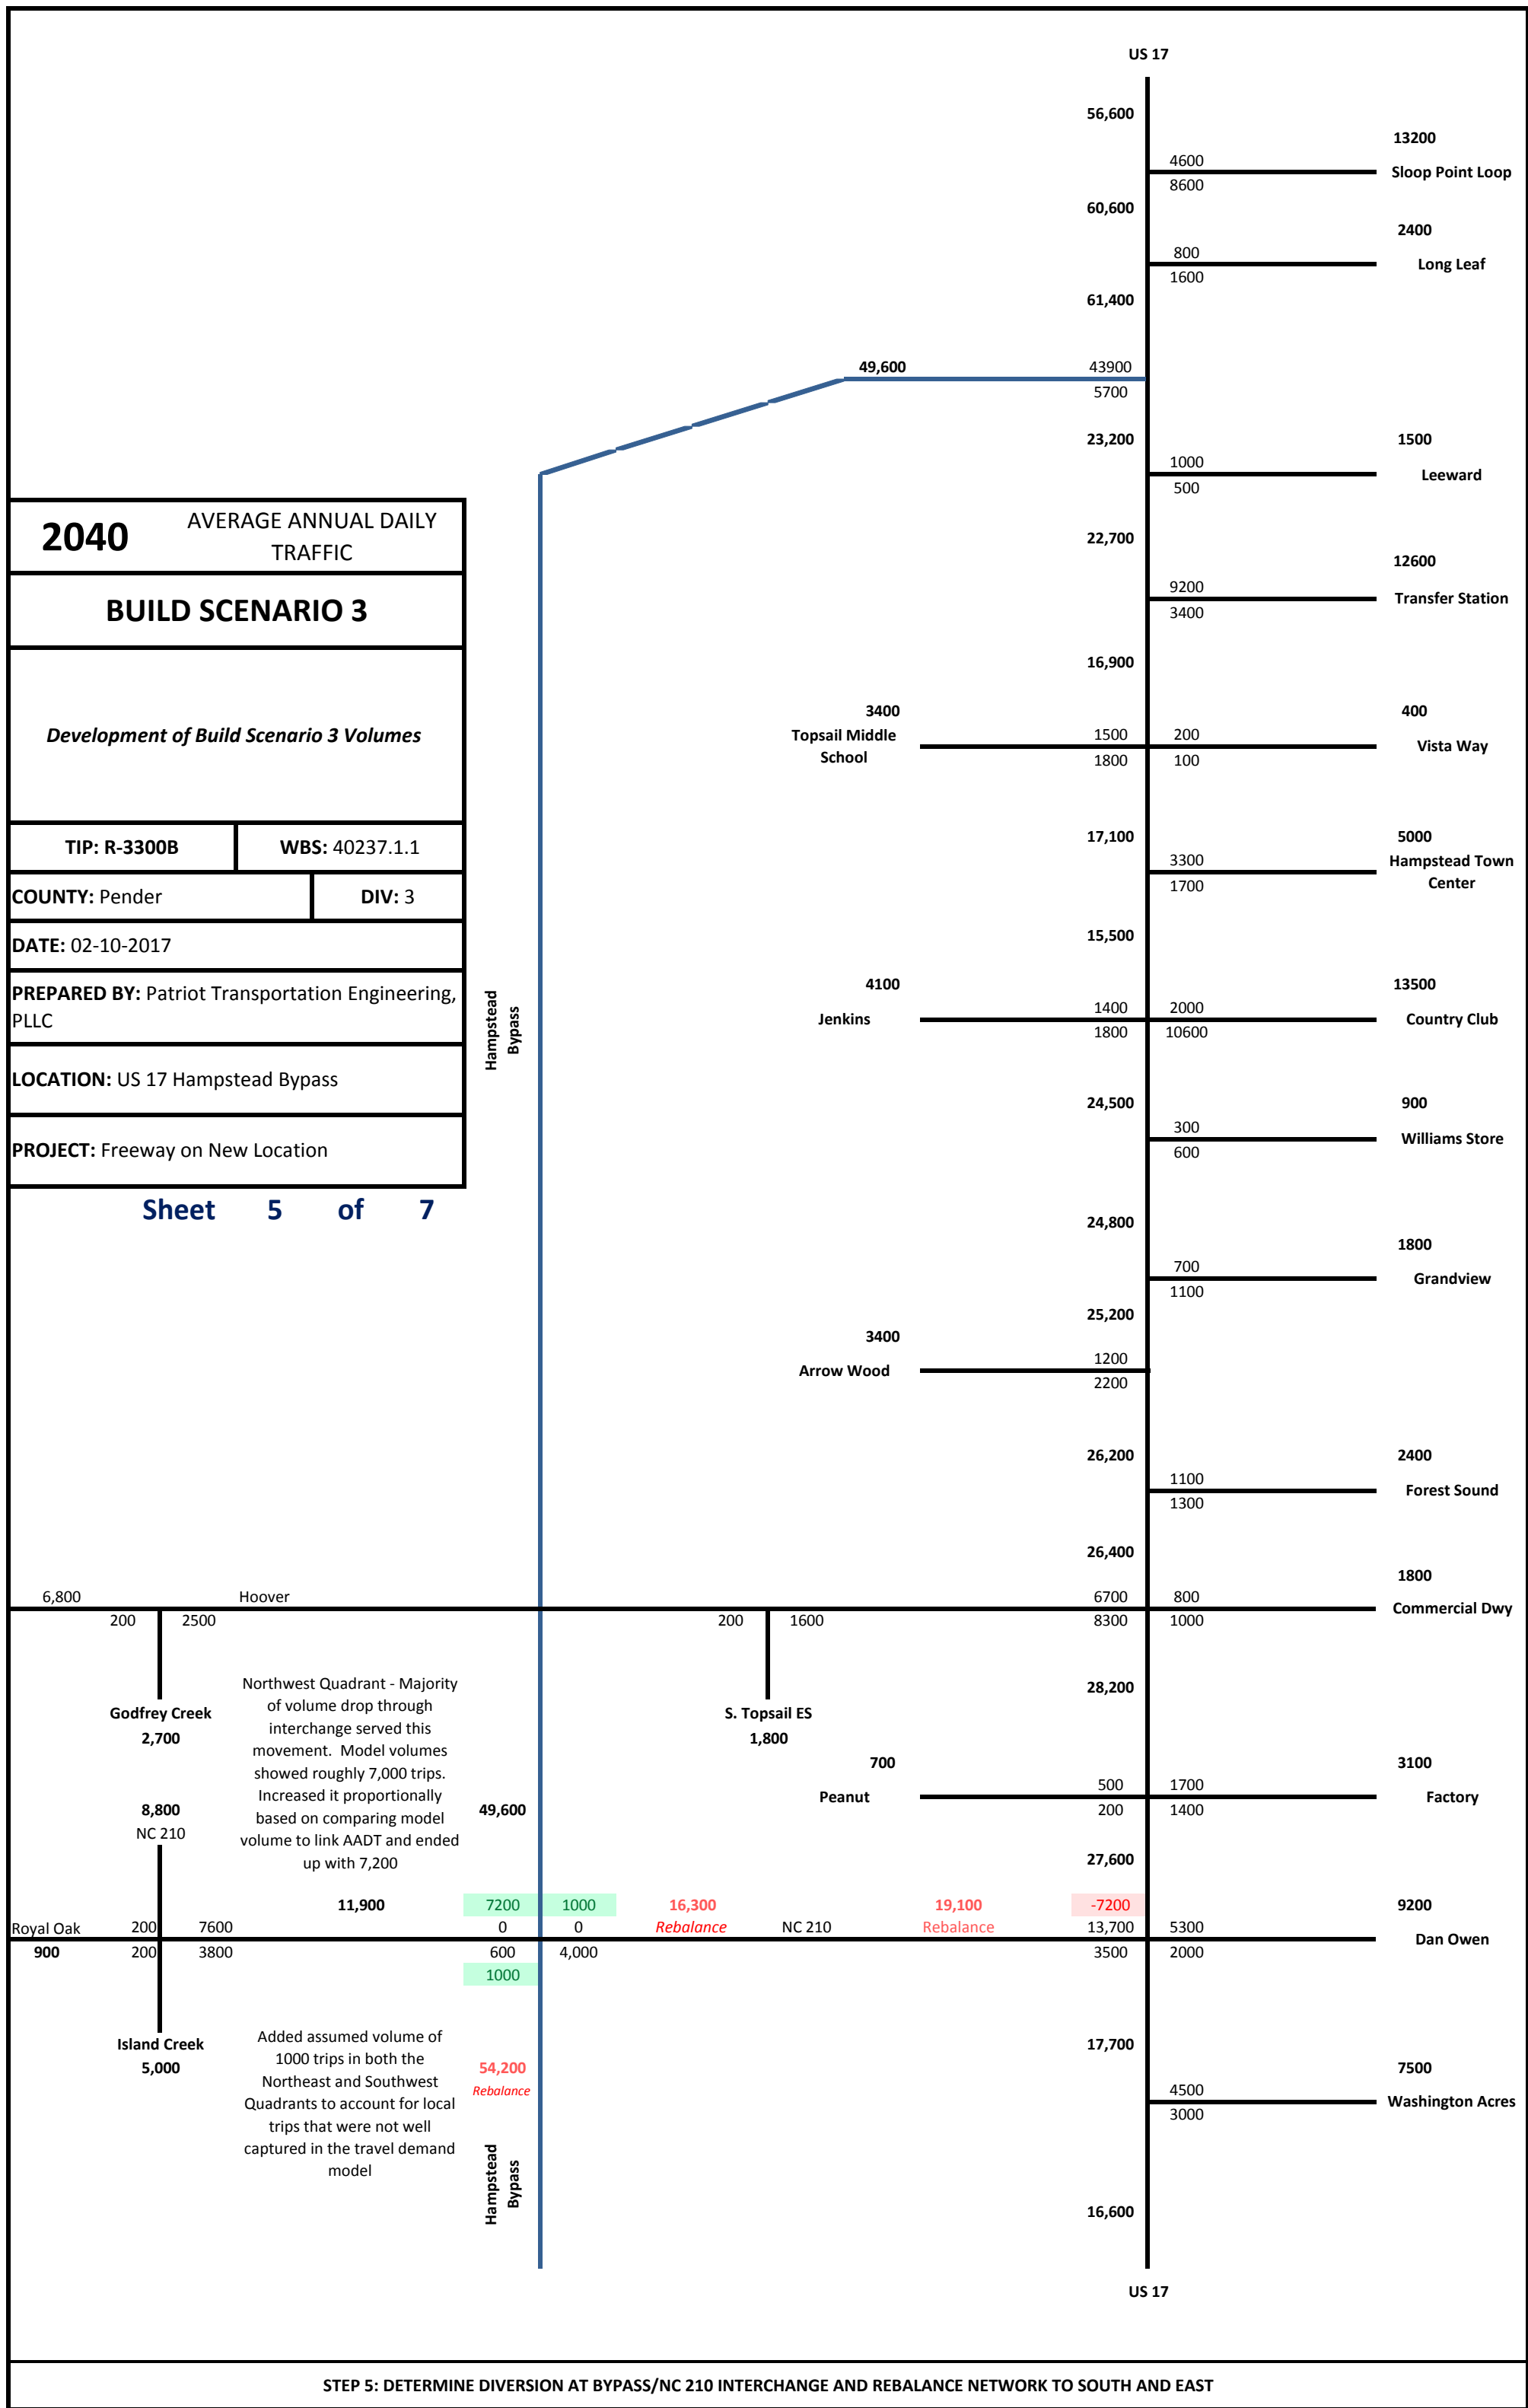 US 17
56,600
13200
4600
Sloop Point Loop
8600
60,600
2400
800
Long Leaf
1600
61,400
49,600
43900
5700
23,200
1500
1000
Leeward
500
2040
AVERAGE ANNUAL DAILY
TRAFFIC
BUILD SCENARIO 3
Development of Build Scenario 3 Volumes
TIP: R-3300B
WBS: 40237.1.1
COUNTY: Pender
DIV: 3
DATE: 02-10-2017
PREPARED BY: Patriot Transportation Engineering,
PLLC
LOCATION: US 17 Hampstead Bypass
PROJECT: Freeway on New Location
Sheet 5 of 7
22,700
12600
9200
Transfer Station
3400
16,900
3400
400
Topsail Middle
School
1500
200
Vista Way
1800
100
17,100
5000
3300
Hampstead Town
Center
1700
15,500
Hampstead
Bypass
4100
13500
Jenkins
1400
2000
Country Club
1800
10600
24,500
900
300
Williams Store
600
24,800
1800
700
Grandview
1100
25,200
3400
Arrow Wood
1200
2200
26,200
2400
1100
Forest Sound
1300
26,400
1800
6,800
Hoover
6700
800
Commercial Dwy
200
2500
200
1600
8300
1000
Godfrey Creek
2,700
Northwest Quadrant - Majority
of volume drop through
interchange served this
movement. Model volumes
showed roughly 7,000 trips.
Increased it proportionally
based on comparing model
volume to link AADT and ended
up with 7,200
S. Topsail ES
1,800
28,200
700
3100
Peanut
500
1700
Factory
200
1400
8,800
NC 210
49,600
27,600
11,900
7200
1000
16,300
19,100
-7200
9200
Royal Oak
200
7600
0
0
Rebalance
NC 210
Rebalance
13,700
5300
Dan Owen
900
200
3800
600
4,000
3500
2000
1000
Island Creek
5,000
Added assumed volume of
1000 trips in both the
Northeast and Southwest
Quadrants to account for local
trips that were not well
captured in the travel demand
model
54,200
Rebalance
17,700
7500
4500
Washington Acres
3000
Hampstead
Bypass
16,600
US 17
STEP 5: DETERMINE DIVERSION AT BYPASS/NC 210 INTERCHANGE AND REBALANCE NETWORK TO SOUTH AND EAST